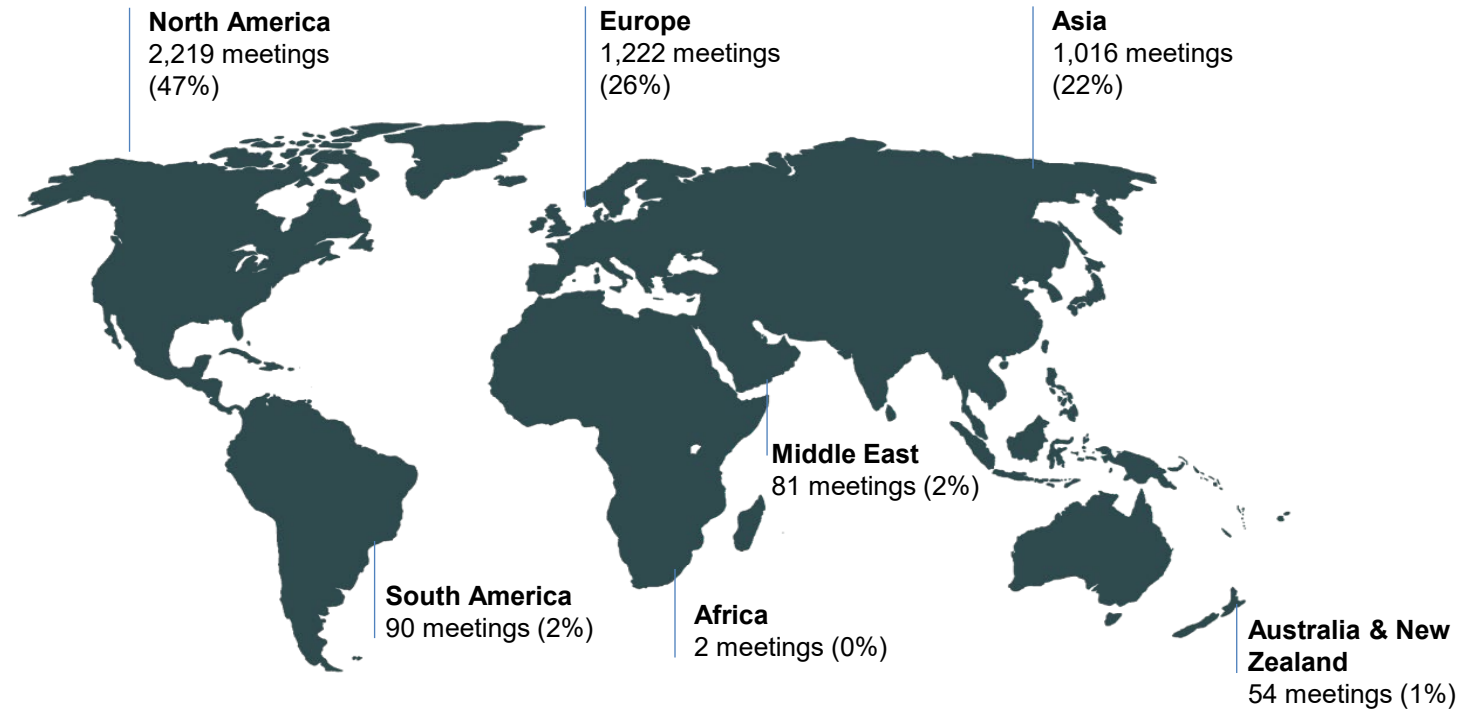 North America
2,219 meetings
(47%)
Europe
1,222 meetings
(26%)
Asia
1,016 meetings
(22%)
Middle East
81 meetings (2%)
South America
90 meetings (2%)
Africa
2 meetings (0%)
Australia & New
Zealand
54 meetings (1%)